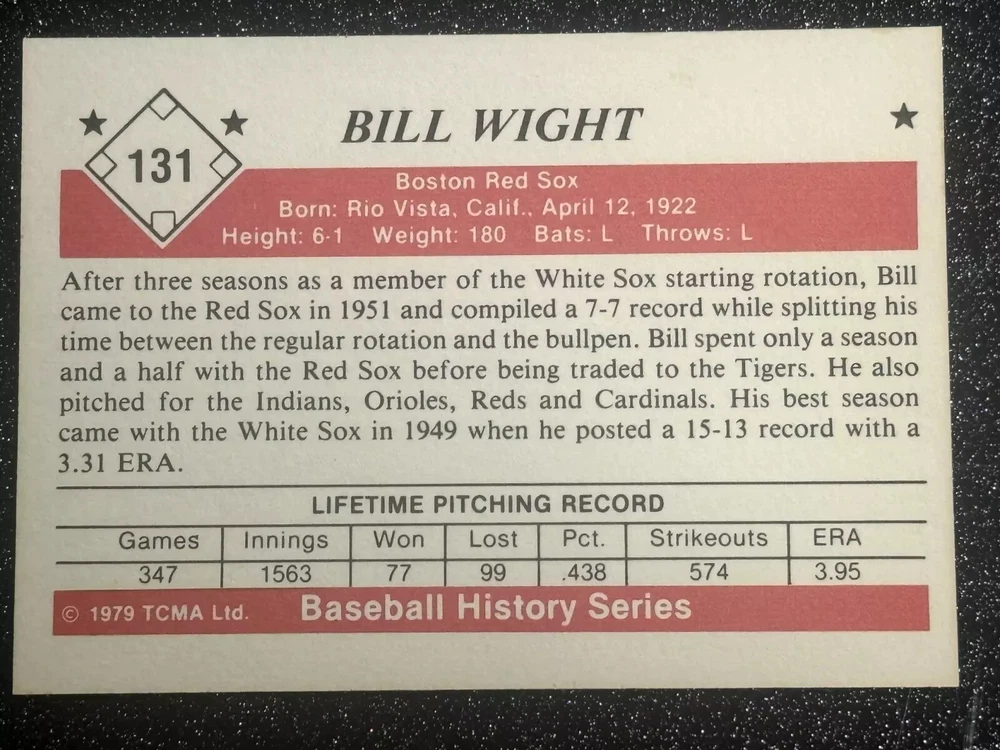 131
BILL WIGHT
Boston Red Sox
Born: Rio Vista, Calif., April 12, 1922
Height: 6-1 Weight: 180 Bats: L Throws: L
After three seasons as a member of the White Sox starting rotation, Bill
came to the Red Sox in 1951 and compiled a 7-7 record while splitting his
time between the regular rotation and the bullpen. Bill spent only a season
and a half with the Red Sox before being traded to the Tigers. He also
pitched for the Indians, Orioles, Reds and Cardinals. His best season
came with the White Sox in 1949 when he posted a 15-13 record with a
3.31 ERA.
LIFETIME PITCHING RECORD
Games Innings Won Lost Pct. Strikeouts ERA
347 1563 77 99 .438 574 3.95
© 1979 TCMA Ltd. Baseball History Series